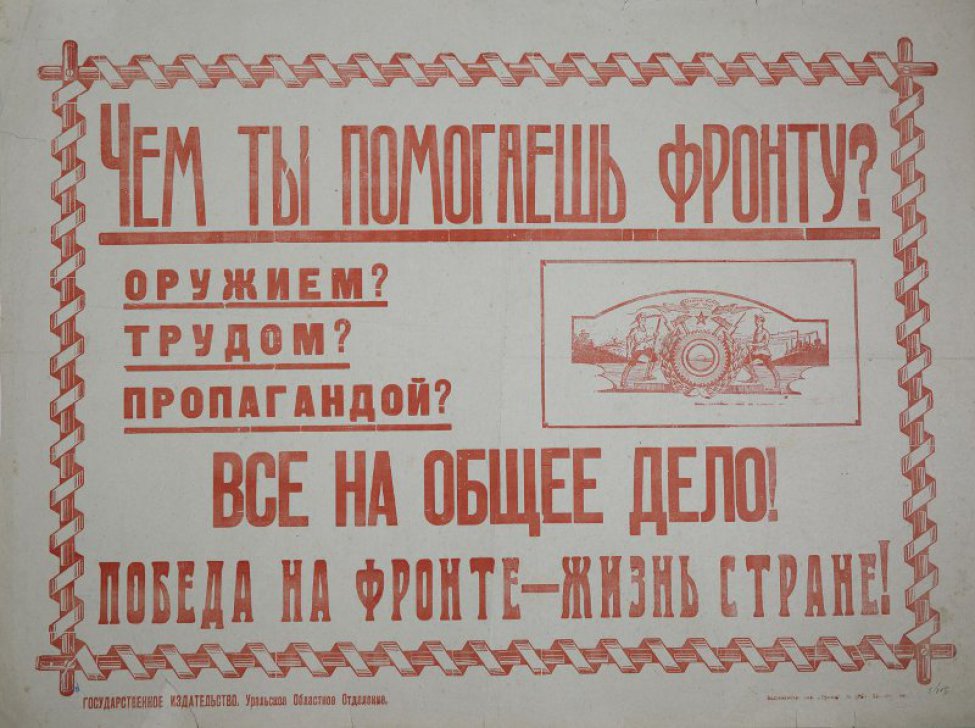 ЧЕМ ТЫ ПОМОГАЕШЬ ФРОНТУ?
ОРУЖИЕМ?
ТРУДОМ?
ПРОПАГАНДОЙ?
ВСЕ НА ОБЩЕЕ ДЕЛО!
ПОБЕДА НА ФРОНТЕ—ЖИЗНЬ СТРАНЕ!
ГОСУДАРСТВЕННОЕ ИЗДАТЕЛЬСТВО. Уральское Областное Отделение.